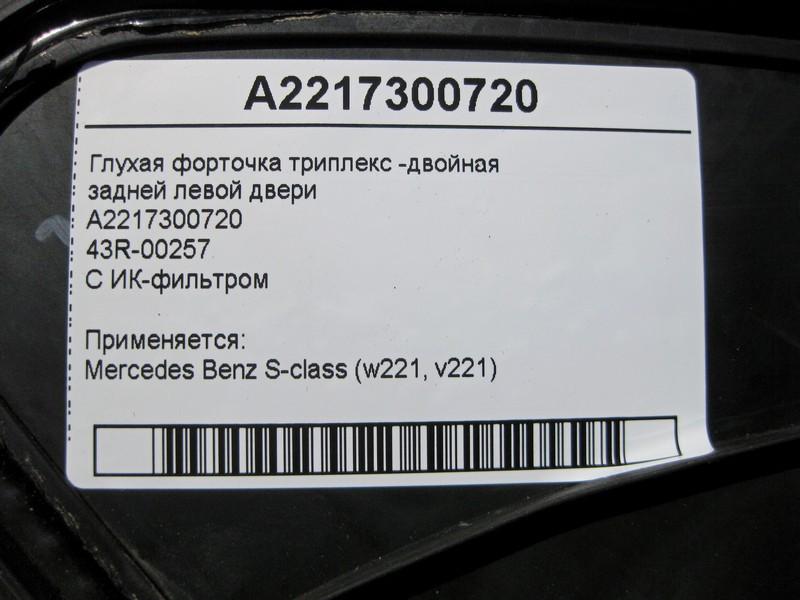 A2217300720
Глухая форточка триплекс -двойная
задней левой двери
A2217300720
43R-00257
С ИК-фильтром
Применяется:
Mercedes Benz S-class (w221, v221)